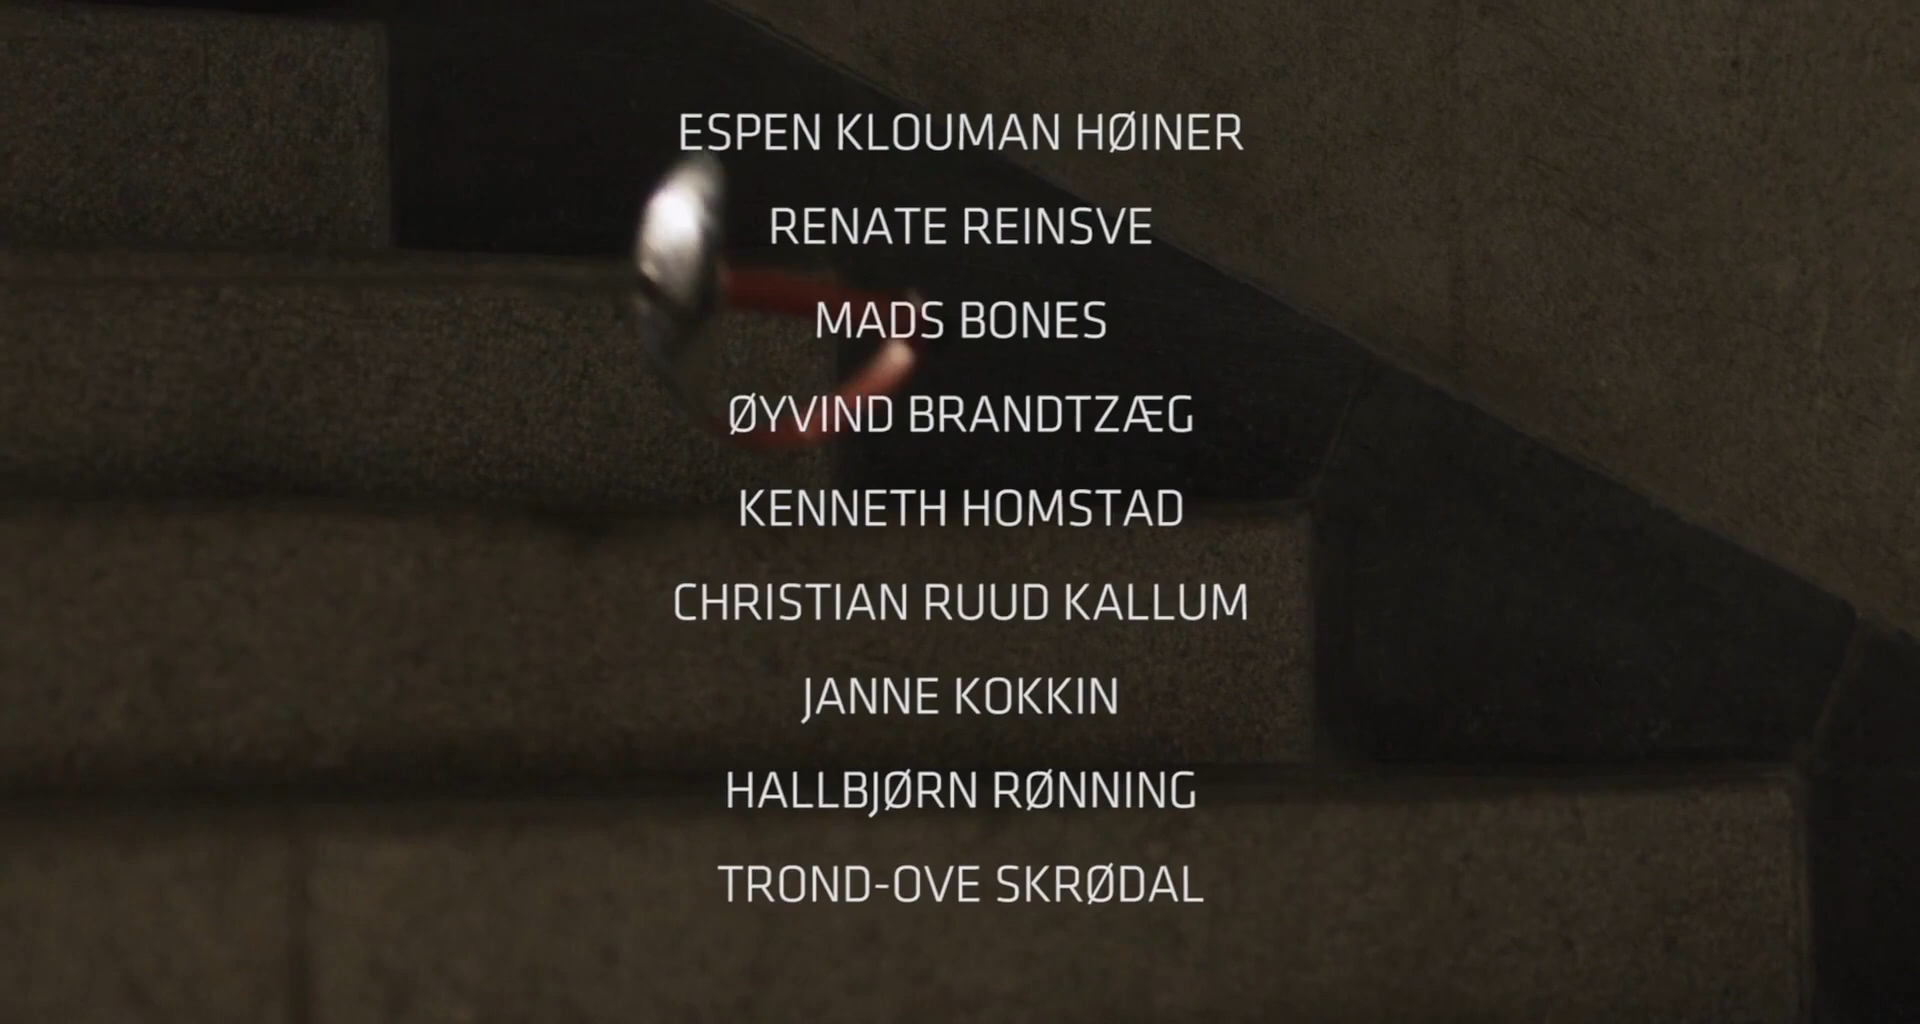 ESPEN KLOUMAN HØINER
RENATE REINSVE
MADS BONES
ØYVIND BRANDTZÆG
KENNETH HOMSTAD
CHRISTIAN RUUD KALLUM
JANNE KOKKIN
HALLBJØRN RØNNING
TROND-OVE SKRØDAL